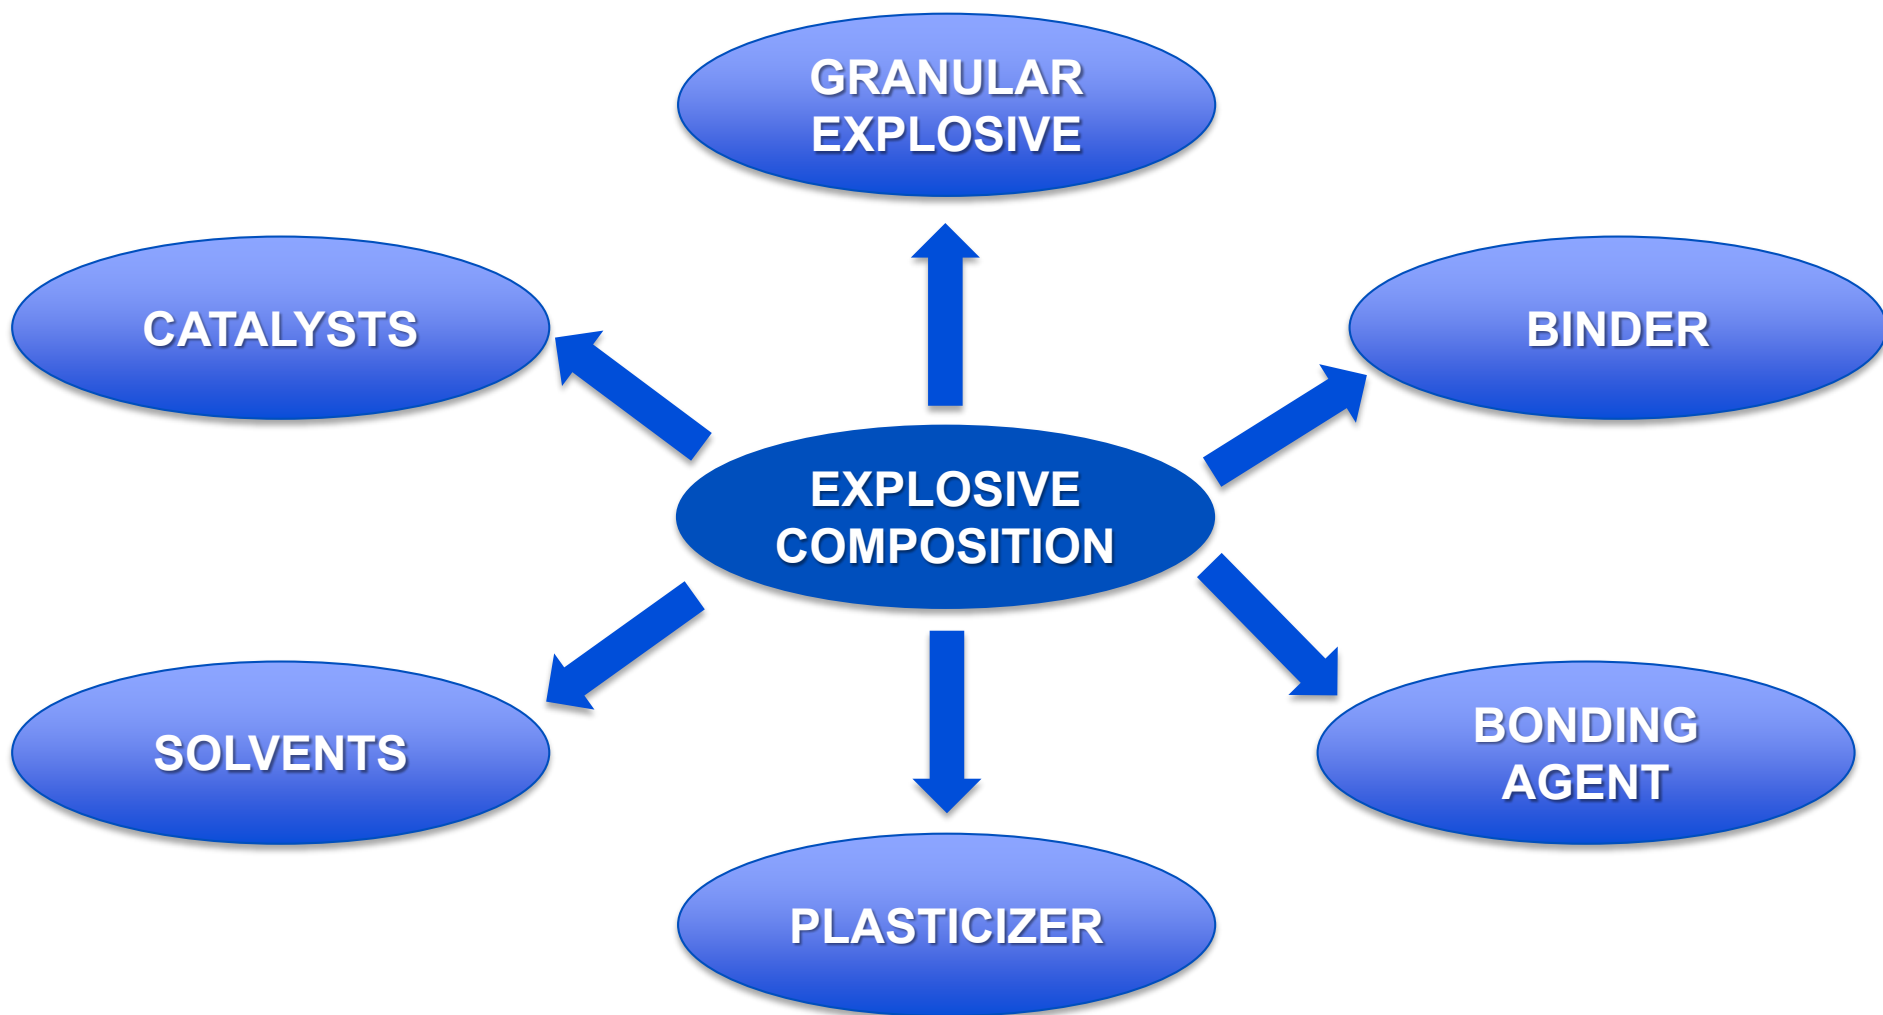 GRANULAR
EXPLOSIVE
CATALYSTS
BINDER
EXPLOSIVE
COMPOSITION
SOLVENTS
BONDING
AGENT
PLASTICIZER